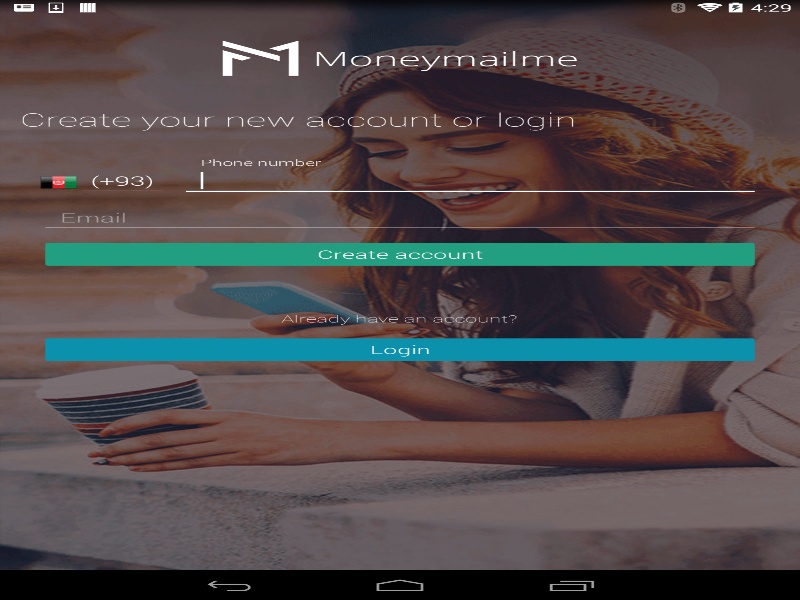 4:29
Moneymailme
Create your new account or login
Phone number
(+93)
Email
Create account
Already have an account?
Login